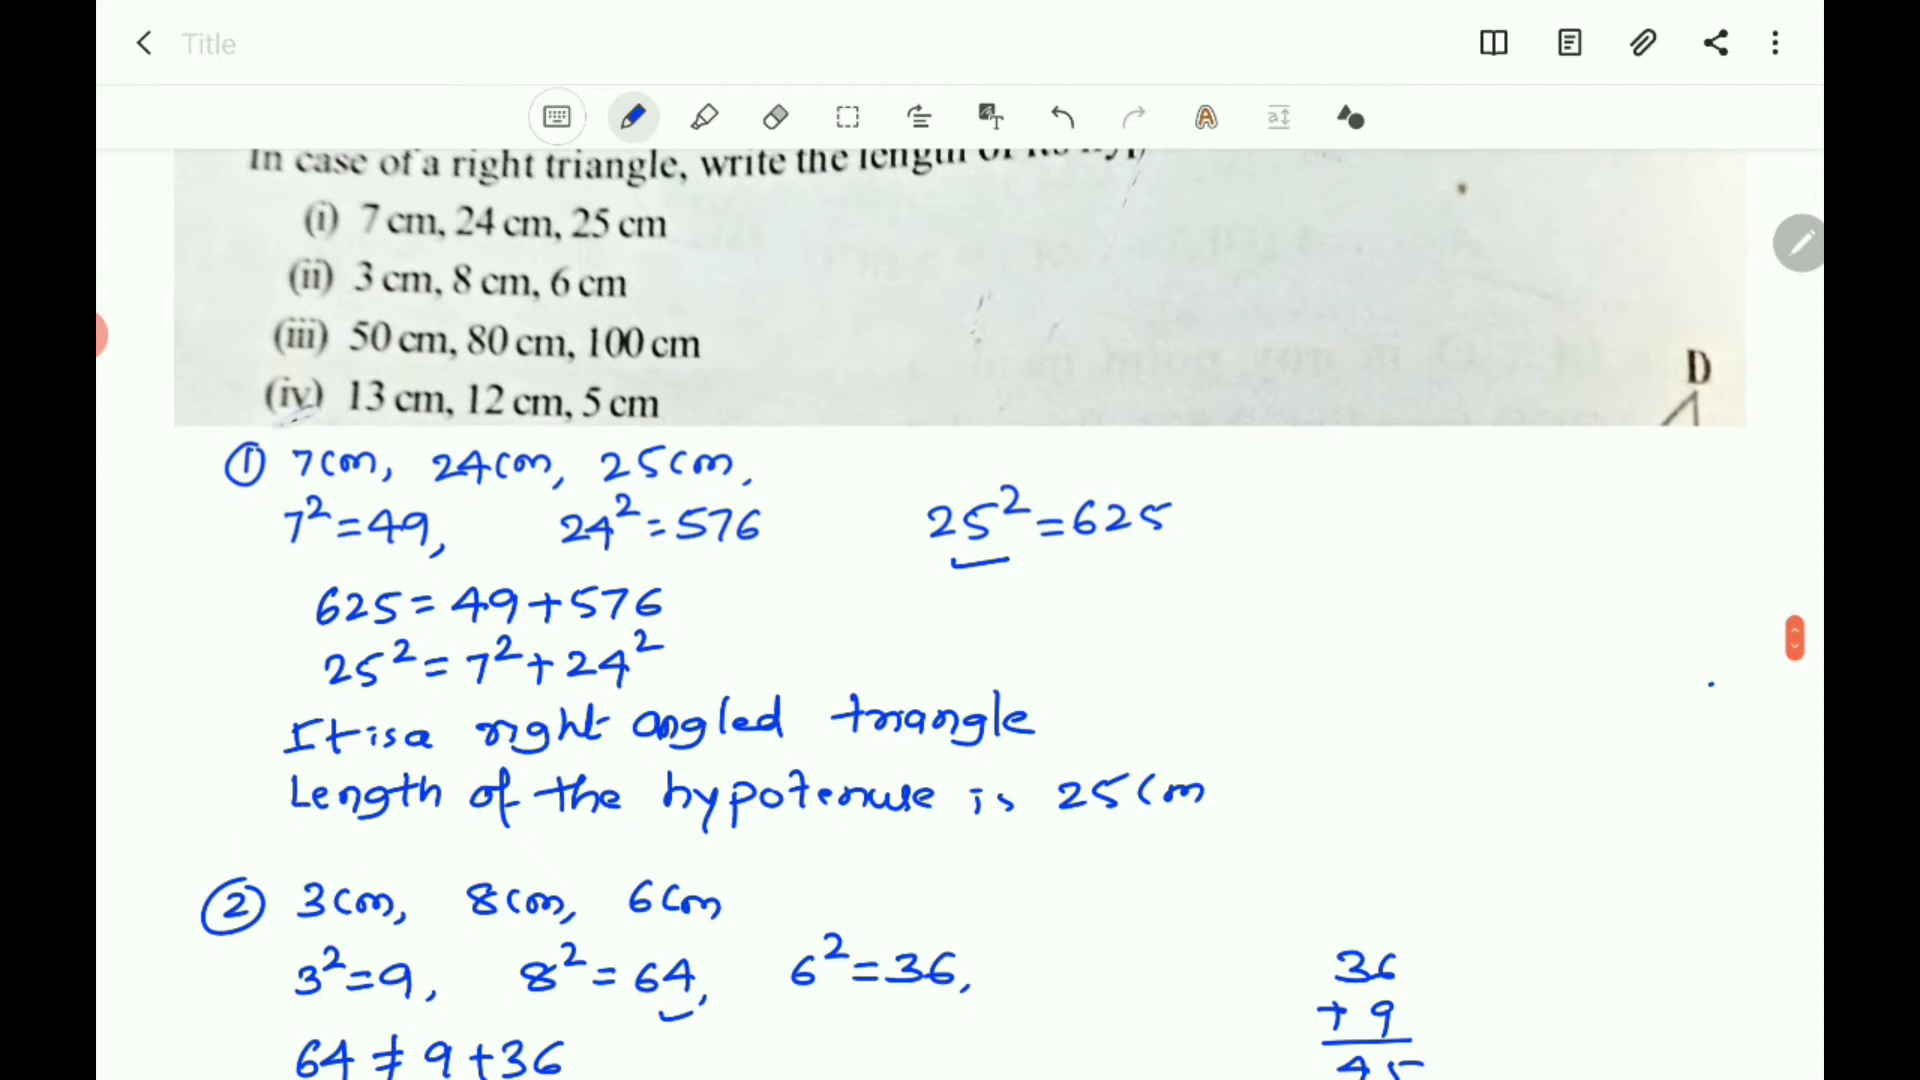 Title
In case of a right triangle, write the length of its
(i) 7 cm, 24 cm, 25 cm
(ii) 3 cm, 8 cm, 6 cm
(iii) 50 cm, 80 cm, 100 cm
(iv) 13 cm, 12 cm, 5 cm
D
① 7cm, 24cm, 25cm,
7²=49, 24²=576 25²=625
625=49+576
25²=7²+24²
It is a right angled triangle
Length of the hypotenuse is 25cm
② 3cm, 8cm, 6cm
3²=9, 8²=64, 6²=36,
36
+ 9
45
64≠9+36